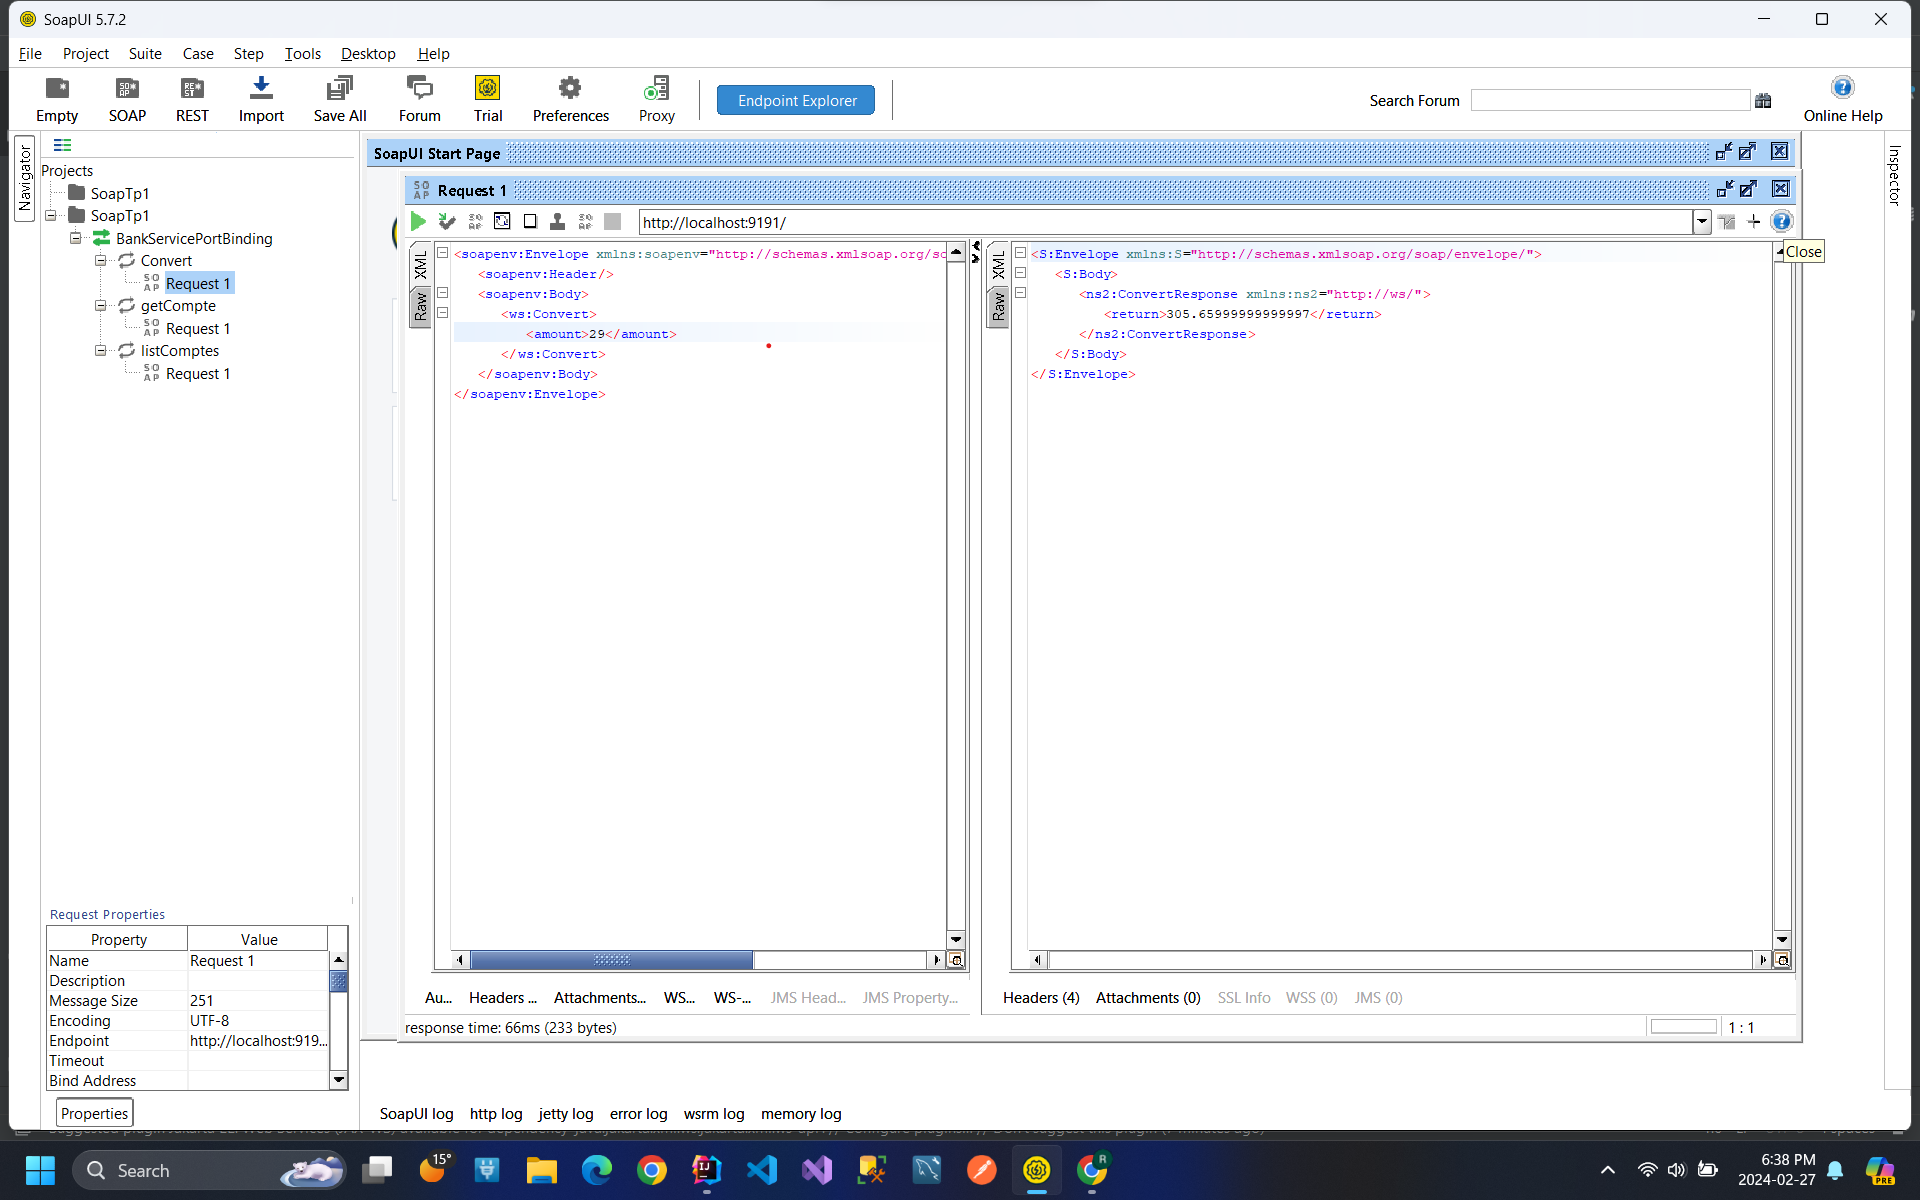 SoapUI 5.7.2
File Project Suite Case Step Tools Desktop Help
Empty SOAP REST Import Save All Forum Trial Preferences Proxy Endpoint Explorer Search Forum Online Help
Navigator
Projects
SoapTp1
SoapTp1
BankServicePortBinding
Convert
Request 1
getCompte
Request 1
listComptes
Request 1
SoapUI Start Page
Request 1
http://localhost:9191/
Close
Inspector
XML
Raw
<soapenv:Envelope xmlns:soapenv="http://schemas.xmlsoap.org/so
<soapenv:Header/>
<soapenv:Body>
<ws:Convert>
<amount>29</amount>
</ws:Convert>
</soapenv:Body>
</soapenv:Envelope>
XML
Raw
<S:Envelope xmlns:S="http://schemas.xmlsoap.org/soap/envelope/">
<S:Body>
<ns2:ConvertResponse xmlns:ns2="http://ws/">
<return>305.65999999999997</return>
</ns2:ConvertResponse>
</S:Body>
</S:Envelope>
Au... Headers ... Attachments... WS... WS-... JMS Head... JMS Property...
Headers (4) Attachments (0) SSL Info WSS (0) JMS (0)
response time: 66ms (233 bytes)
1 : 1
Request Properties
Property Value
Name Request 1
Description
Message Size 251
Encoding UTF-8
Endpoint http://localhost:919...
Timeout
Bind Address
Properties
SoapUI log http log jetty log error log wsrm log memory log
Search
15°
6:38 PM
2024-02-27
PRE